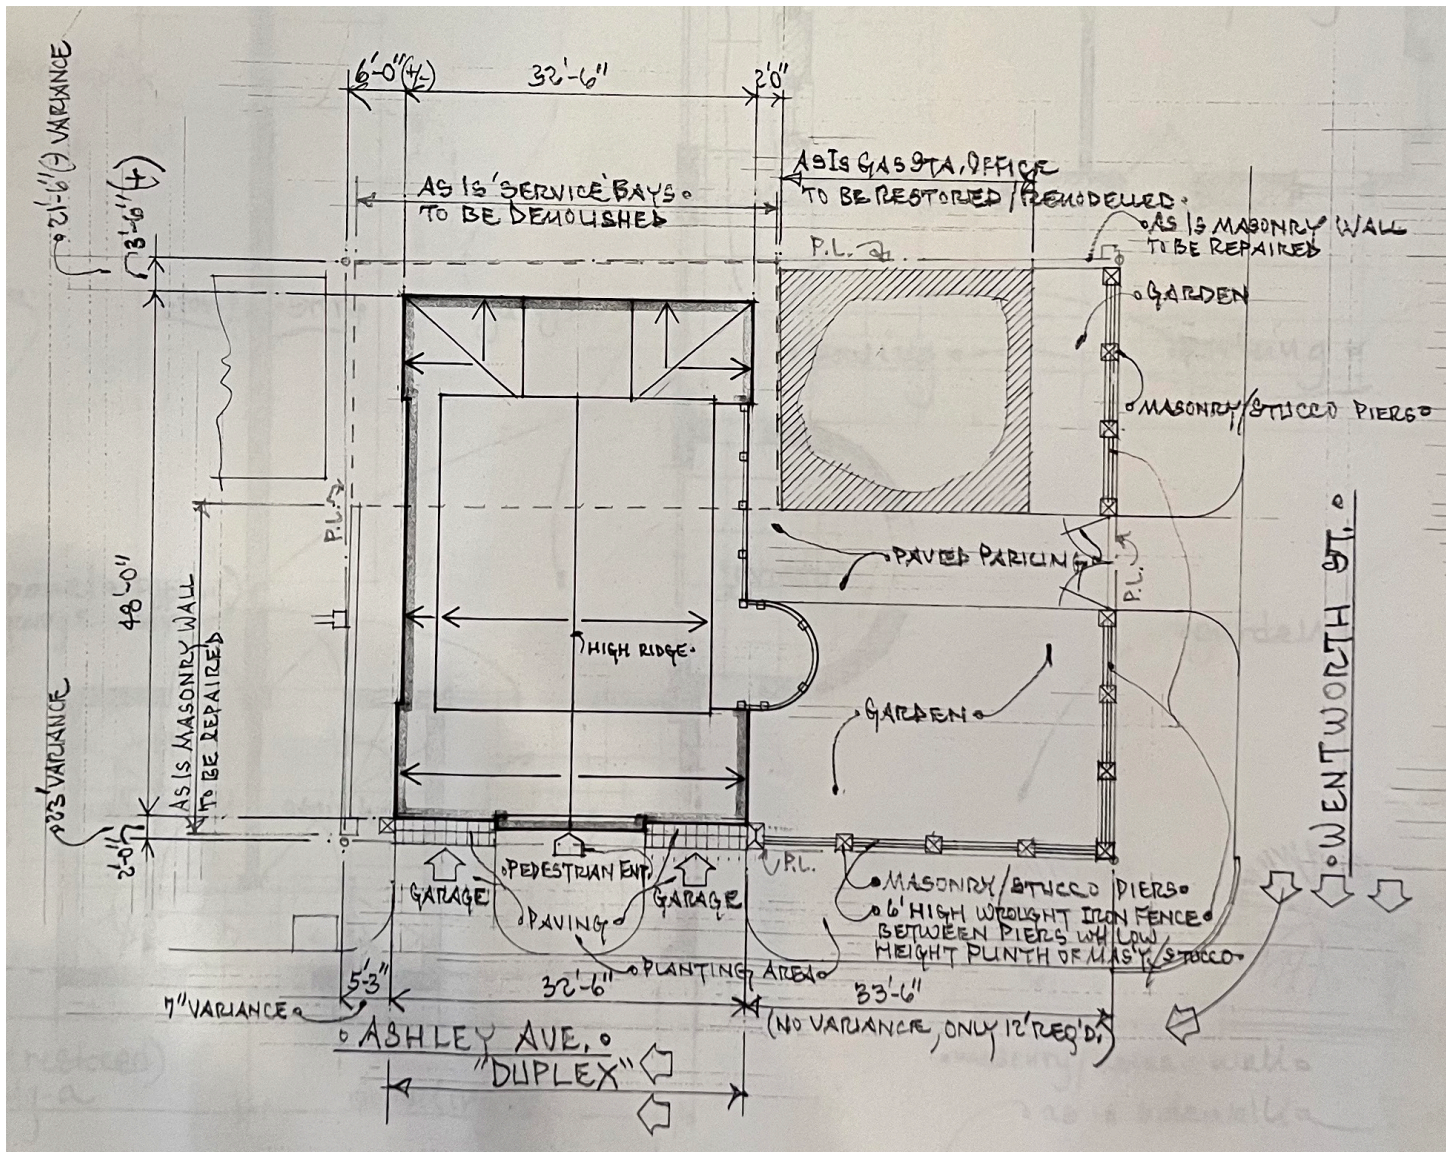 6'-0"(+/-)
32'-6"
2'0"
21'-6"(±) VARIANCE
3'-6"(±)
AS IS 'SERVICE' BAYS
TO BE DEMOLISHED
AS IS GAS STA. OFFICE
TO BE RESTORED/REMODELLED.
P.L.
AS IS MASONRY WALL
TO BE REPAIRED
GARDEN
MASONRY/STUCCO PIERS
P.L.
48'-0"
AS IS MASONRY WALL
TO BE REPAIRED
PAVED PARKING
P.L.
HIGH RIDGE
GARDEN
WENTWORTH ST.
23' VARIANCE
2'-0"
PEDESTRIAN ENT.
GARAGE
GARAGE
PAVING
PLANTING AREA
P.L.
MASONRY/STUCCO PIERS
6' HIGH WROUGHT IRON FENCE
BETWEEN PIERS W/ LOW
HEIGHT PLINTH OF MAS'Y/STUCCO
5'-3"
32'-6"
33'-6"
7" VARIANCE
(NO VARIANCE, ONLY 12' REQ'D.)
ASHLEY AVE.
"DUPLEX"